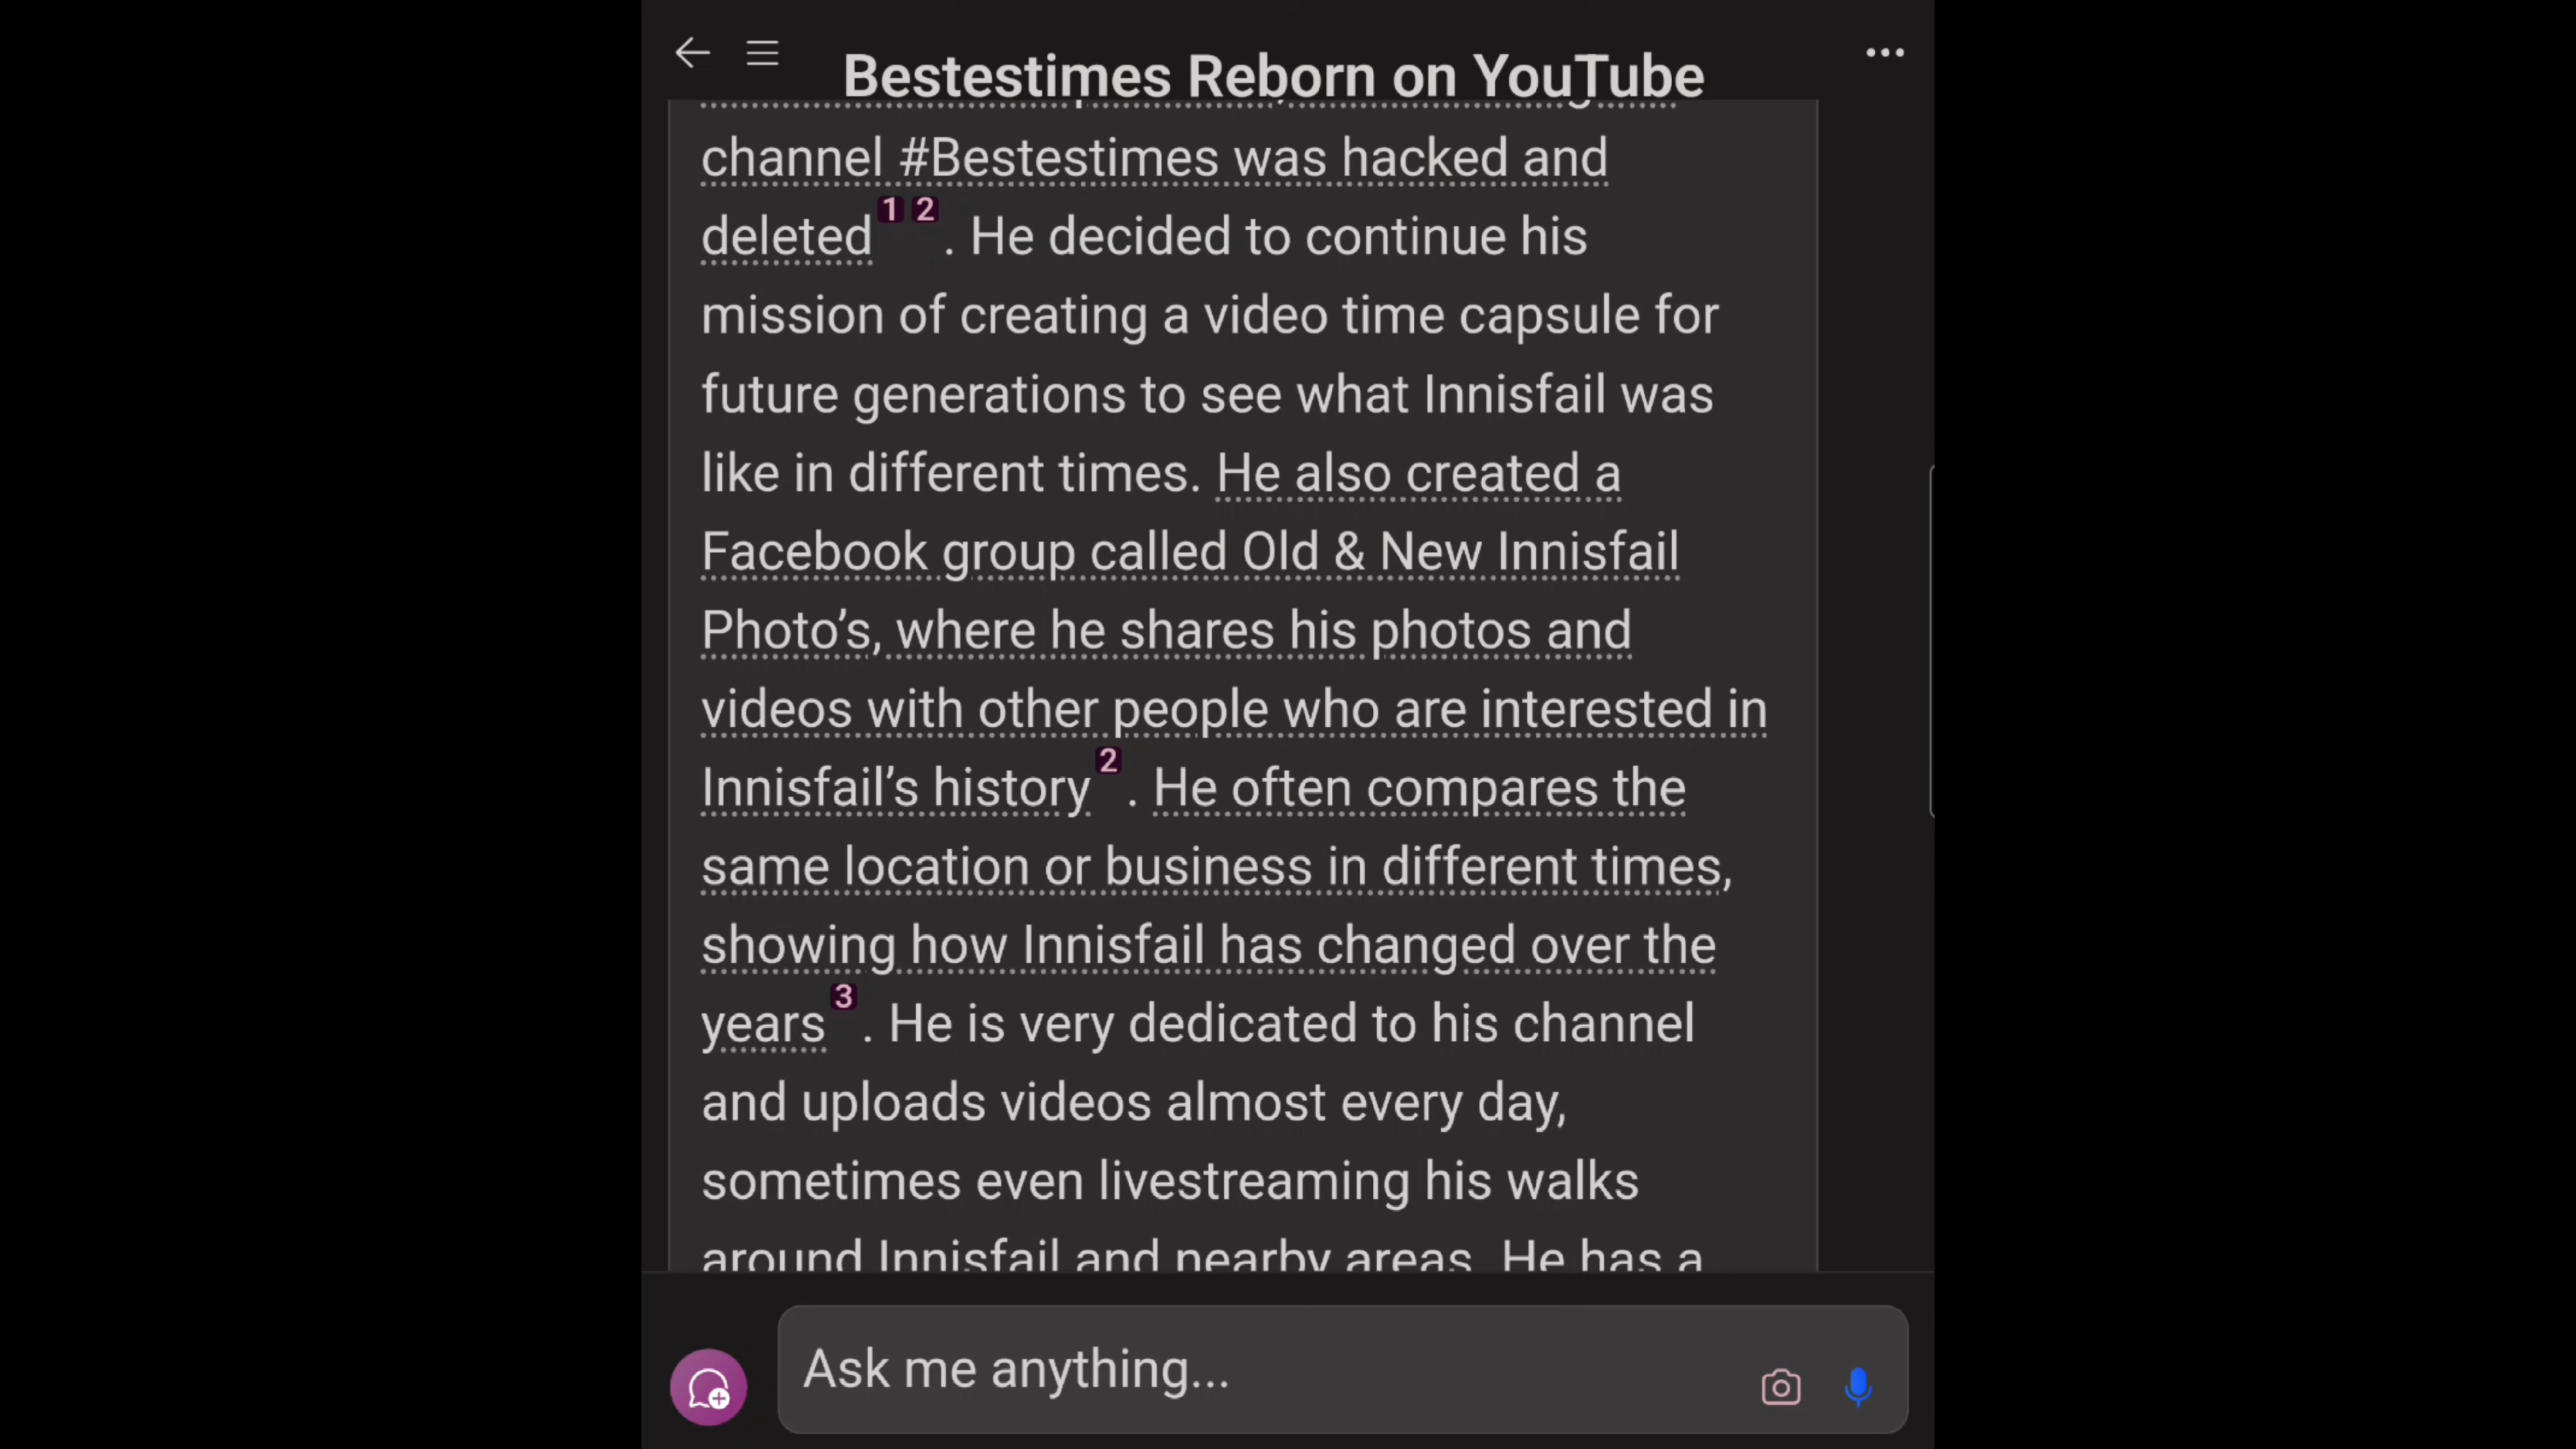 Bestestimes Reborn on YouTube
channel #Bestestimes was hacked and
deleted 1 2 . He decided to continue his
mission of creating a video time capsule for
future generations to see what Innisfail was
like in different times. He also created a
Facebook group called Old & New Innisfail
Photo’s, where he shares his photos and
videos with other people who are interested in
Innisfail’s history 2 . He often compares the
same location or business in different times,
showing how Innisfail has changed over the
years 3 . He is very dedicated to his channel
and uploads videos almost every day,
sometimes even livestreaming his walks
around Innisfail and nearby areas. He has a
Ask me anything...